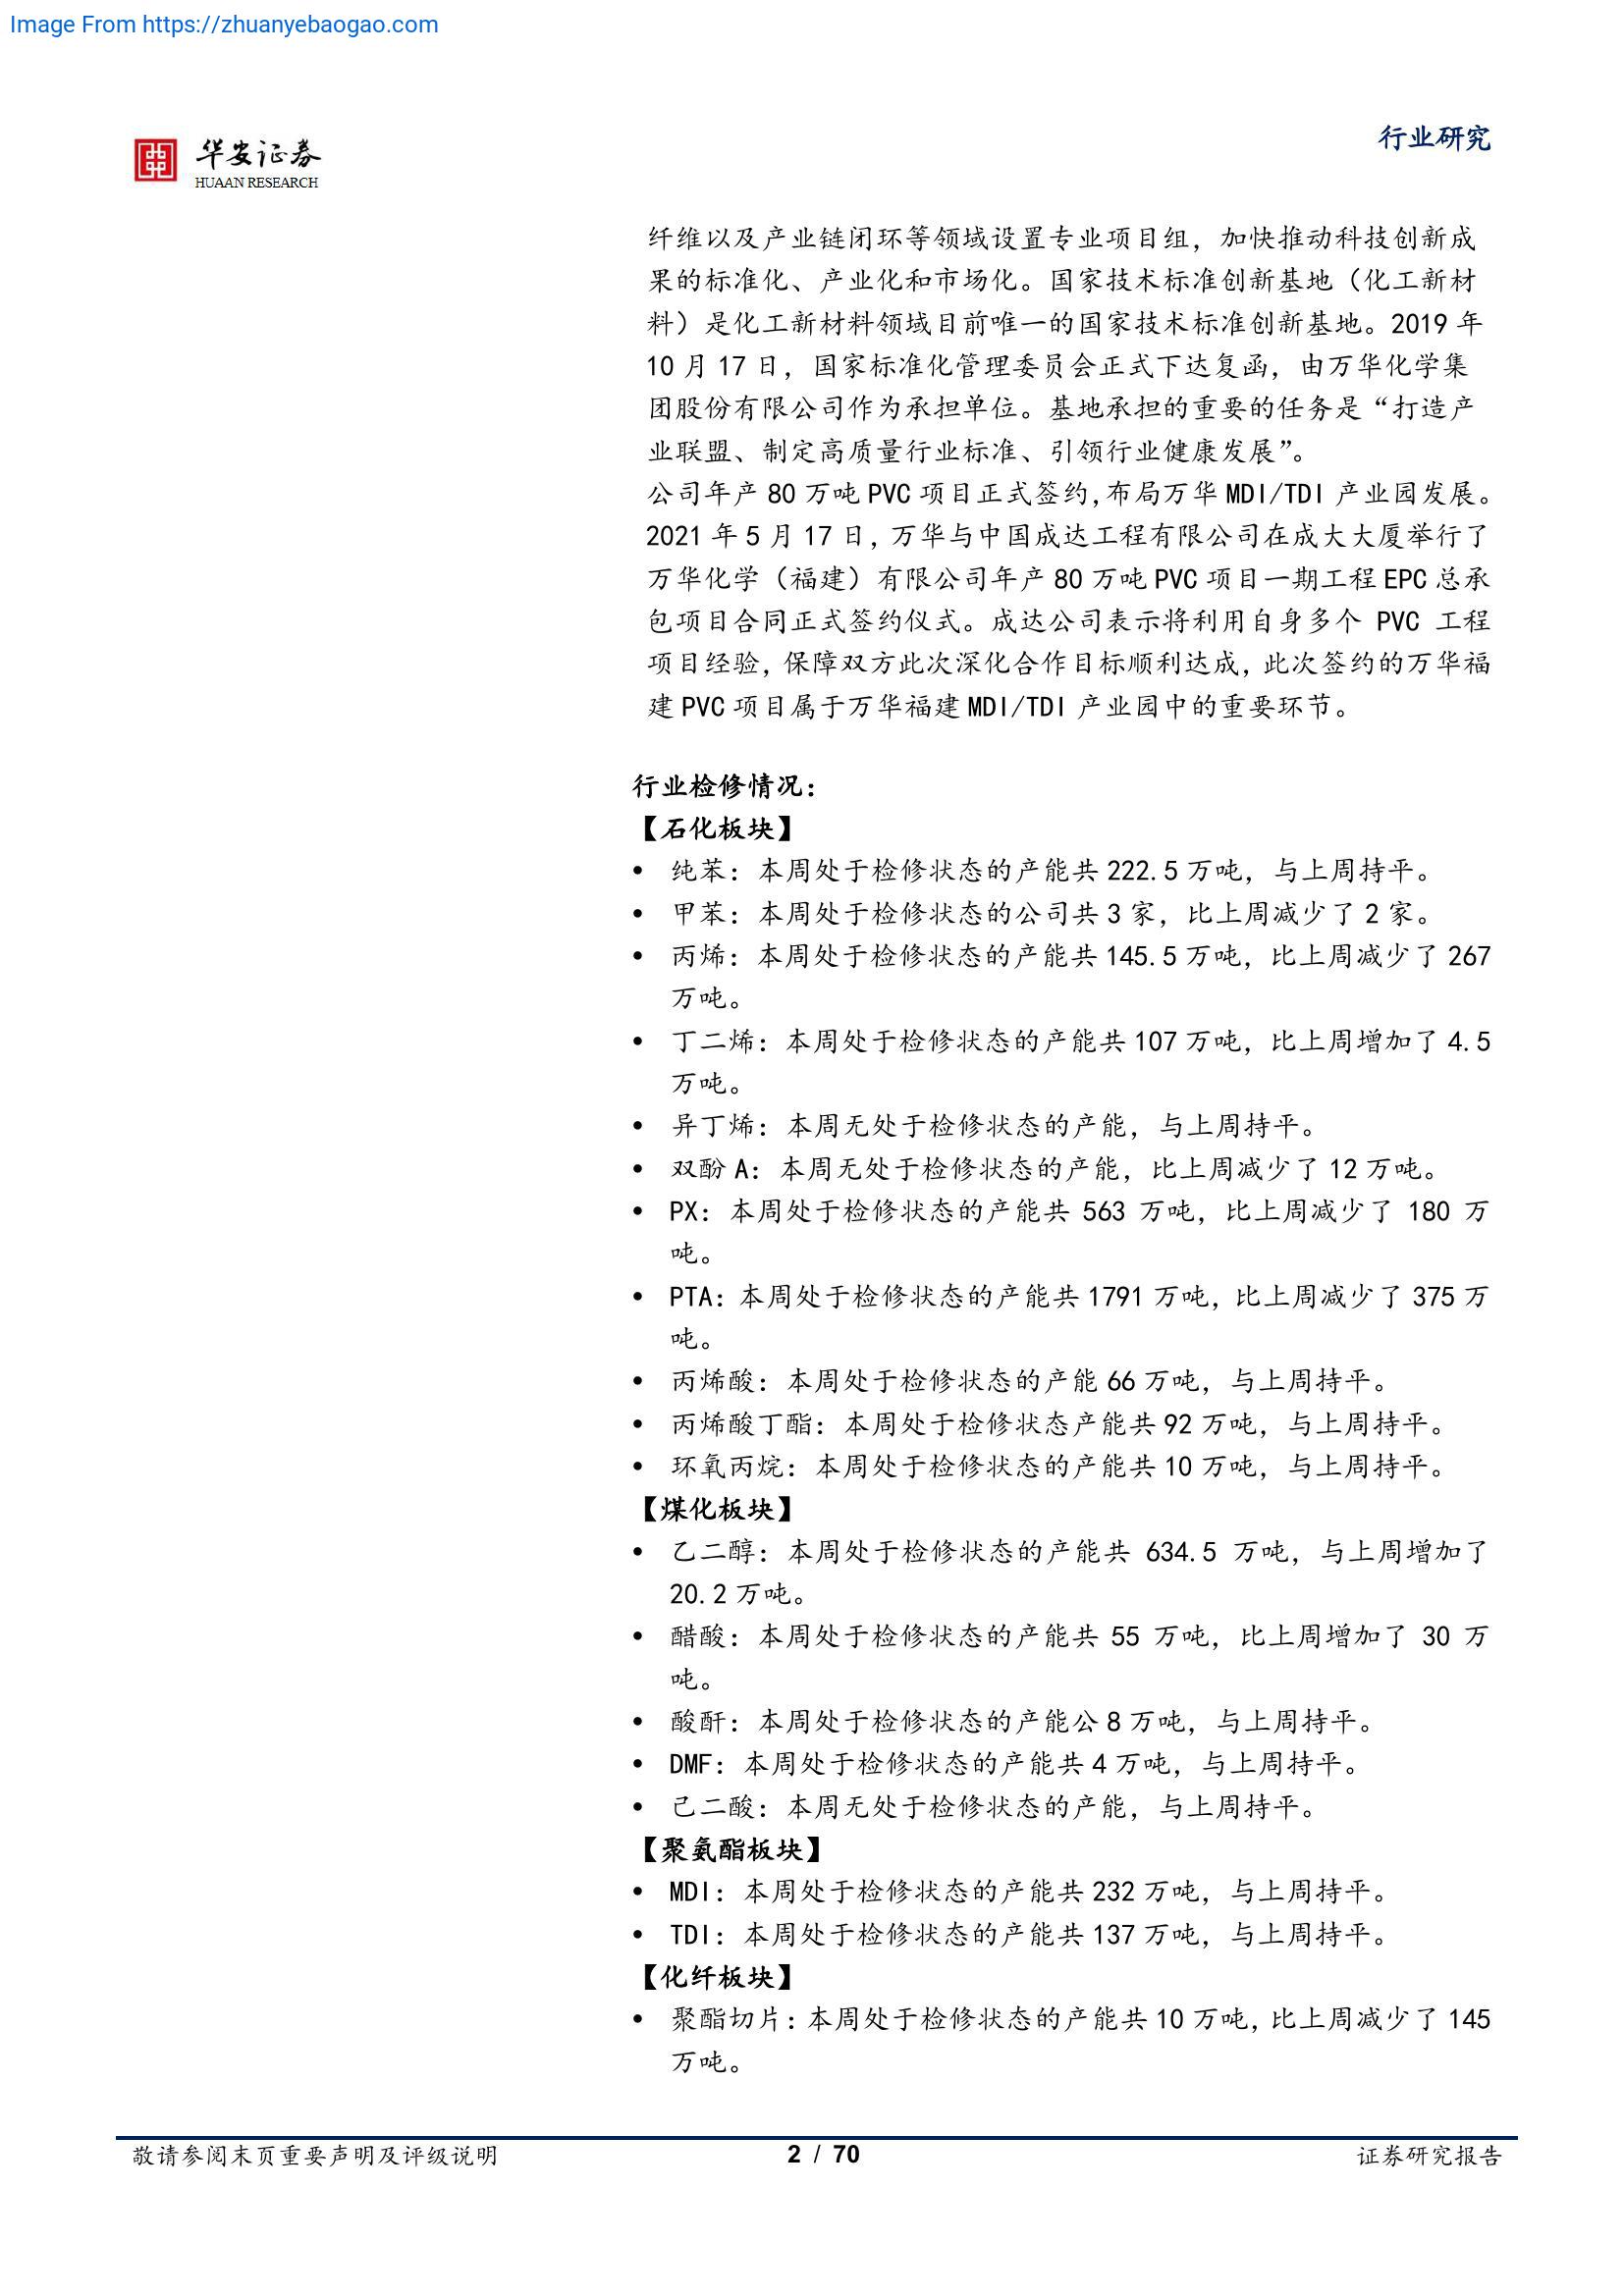 Image From https://zhuanyebaogao.com
华安证券
HUAAN RESEARCH
行业研究
纤维以及产业链闭环等领域设置专业项目组，加快推动科技创新成
果的标准化、产业化和市场化。国家技术标准创新基地（化工新材
料）是化工新材料领域目前唯一的国家技术标准创新基地。2019 年
10 月 17 日，国家标准化管理委员会正式下达复函，由万华化学集
团股份有限公司作为承担单位。基地承担的重要的任务是“打造产
业联盟、制定高质量行业标准、引领行业健康发展”。
公司年产 80 万吨 PVC 项目正式签约,布局万华 MDI/TDI 产业园发展。
2021 年 5 月 17 日，万华与中国成达工程有限公司在成大大厦举行了
万华化学（福建）有限公司年产 80 万吨 PVC 项目一期工程 EPC 总承
包项目合同正式签约仪式。成达公司表示将利用自身多个 PVC 工程
项目经验，保障双方此次深化合作目标顺利达成，此次签约的万华福
建 PVC 项目属于万华福建 MDI/TDI 产业园中的重要环节。
行业检修情况：
【石化板块】
• 纯苯：本周处于检修状态的产能共 222.5 万吨，与上周持平。
• 甲苯：本周处于检修状态的公司共 3 家，比上周减少了 2 家。
• 丙烯：本周处于检修状态的产能共 145.5 万吨，比上周减少了 267
万吨。
• 丁二烯：本周处于检修状态的产能共 107 万吨，比上周增加了 4.5
万吨。
• 异丁烯：本周无处于检修状态的产能，与上周持平。
• 双酚 A：本周无处于检修状态的产能，比上周减少了 12 万吨。
• PX：本周处于检修状态的产能共 563 万吨，比上周减少了 180 万
吨。
• PTA：本周处于检修状态的产能共 1791 万吨，比上周减少了 375 万
吨。
• 丙烯酸：本周处于检修状态的产能 66 万吨，与上周持平。
• 丙烯酸丁酯：本周处于检修状态产能共 92 万吨，与上周持平。
• 环氧丙烷：本周处于检修状态的产能共 10 万吨，与上周持平。
【煤化板块】
• 乙二醇：本周处于检修状态的产能共 634.5 万吨，与上周增加了
20.2 万吨。
• 醋酸：本周处于检修状态的产能共 55 万吨，比上周增加了 30 万
吨。
• 酸酐：本周处于检修状态的产能公 8 万吨，与上周持平。
• DMF：本周处于检修状态的产能共 4 万吨，与上周持平。
• 己二酸：本周无处于检修状态的产能，与上周持平。
【聚氨酯板块】
• MDI：本周处于检修状态的产能共 232 万吨，与上周持平。
• TDI：本周处于检修状态的产能共 137 万吨，与上周持平。
【化纤板块】
• 聚酯切片：本周处于检修状态的产能共 10 万吨，比上周减少了 145
万吨。
敬请参阅末页重要声明及评级说明
2 / 70
证券研究报告